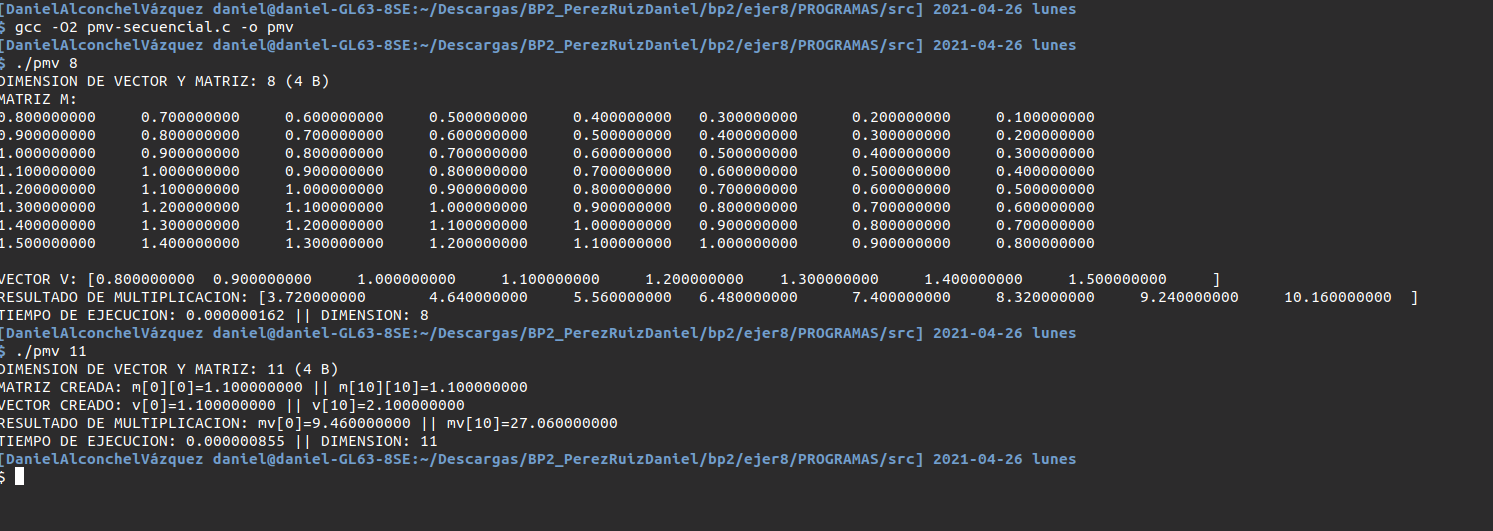 [DanielAlconchelVázquez daniel@daniel-GL63-8SE:~/Descargas/BP2_PerezRuizDaniel/bp2/ejer8/PROGRAMAS/src] 2021-04-26 lunes
$ gcc -O2 pmv-secuencial.c -o pmv
[DanielAlconchelVázquez daniel@daniel-GL63-8SE:~/Descargas/BP2_PerezRuizDaniel/bp2/ejer8/PROGRAMAS/src] 2021-04-26 lunes
$ ./pmv 8
DIMENSION DE VECTOR Y MATRIZ: 8 (4 B)
MATRIZ M:
0.800000000 0.700000000 0.600000000 0.500000000 0.400000000 0.300000000 0.200000000 0.100000000
0.900000000 0.800000000 0.700000000 0.600000000 0.500000000 0.400000000 0.300000000 0.200000000
1.000000000 0.900000000 0.800000000 0.700000000 0.600000000 0.500000000 0.400000000 0.300000000
1.100000000 1.000000000 0.900000000 0.800000000 0.700000000 0.600000000 0.500000000 0.400000000
1.200000000 1.100000000 1.000000000 0.900000000 0.800000000 0.700000000 0.600000000 0.500000000
1.300000000 1.200000000 1.100000000 1.000000000 0.900000000 0.800000000 0.700000000 0.600000000
1.400000000 1.300000000 1.200000000 1.100000000 1.000000000 0.900000000 0.800000000 0.700000000
1.500000000 1.400000000 1.300000000 1.200000000 1.100000000 1.000000000 0.900000000 0.800000000
VECTOR V: [0.800000000 0.900000000 1.000000000 1.100000000 1.200000000 1.300000000 1.400000000 1.500000000 ]
RESULTADO DE MULTIPLICACION: [3.720000000 4.640000000 5.560000000 6.480000000 7.400000000 8.320000000 9.240000000 10.160000000 ]
TIEMPO DE EJECUCION: 0.000000162 || DIMENSION: 8
[DanielAlconchelVázquez daniel@daniel-GL63-8SE:~/Descargas/BP2_PerezRuizDaniel/bp2/ejer8/PROGRAMAS/src] 2021-04-26 lunes
$ ./pmv 11
DIMENSION DE VECTOR Y MATRIZ: 11 (4 B)
MATRIZ CREADA: m[0][0]=1.100000000 || m[10][10]=1.100000000
VECTOR CREADO: v[0]=1.100000000 || v[10]=2.100000000
RESULTADO DE MULTIPLICACION: mv[0]=9.460000000 || mv[10]=27.060000000
TIEMPO DE EJECUCION: 0.000000855 || DIMENSION: 11
[DanielAlconchelVázquez daniel@daniel-GL63-8SE:~/Descargas/BP2_PerezRuizDaniel/bp2/ejer8/PROGRAMAS/src] 2021-04-26 lunes
$